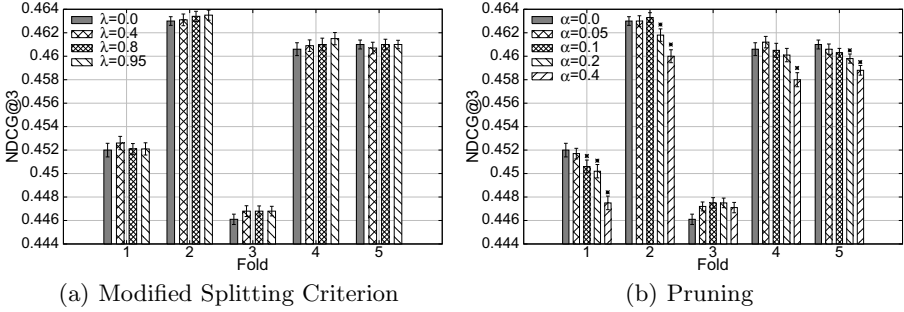 0.464
0.462
0.46
0.458
0.456
0.454
0.452
0.45
0.448
0.446
0.444
NDCG@3
λ=0.0
λ=0.4
λ=0.8
λ=0.95
1 2 3 4 5
Fold
(a) Modified Splitting Criterion
0.464
0.462
0.46
0.458
0.456
0.454
0.452
0.45
0.448
0.446
0.444
NDCG@3
α=0.0
α=0.05
α=0.1
α=0.2
α=0.4
1 2 3 4 5
Fold
(b) Pruning